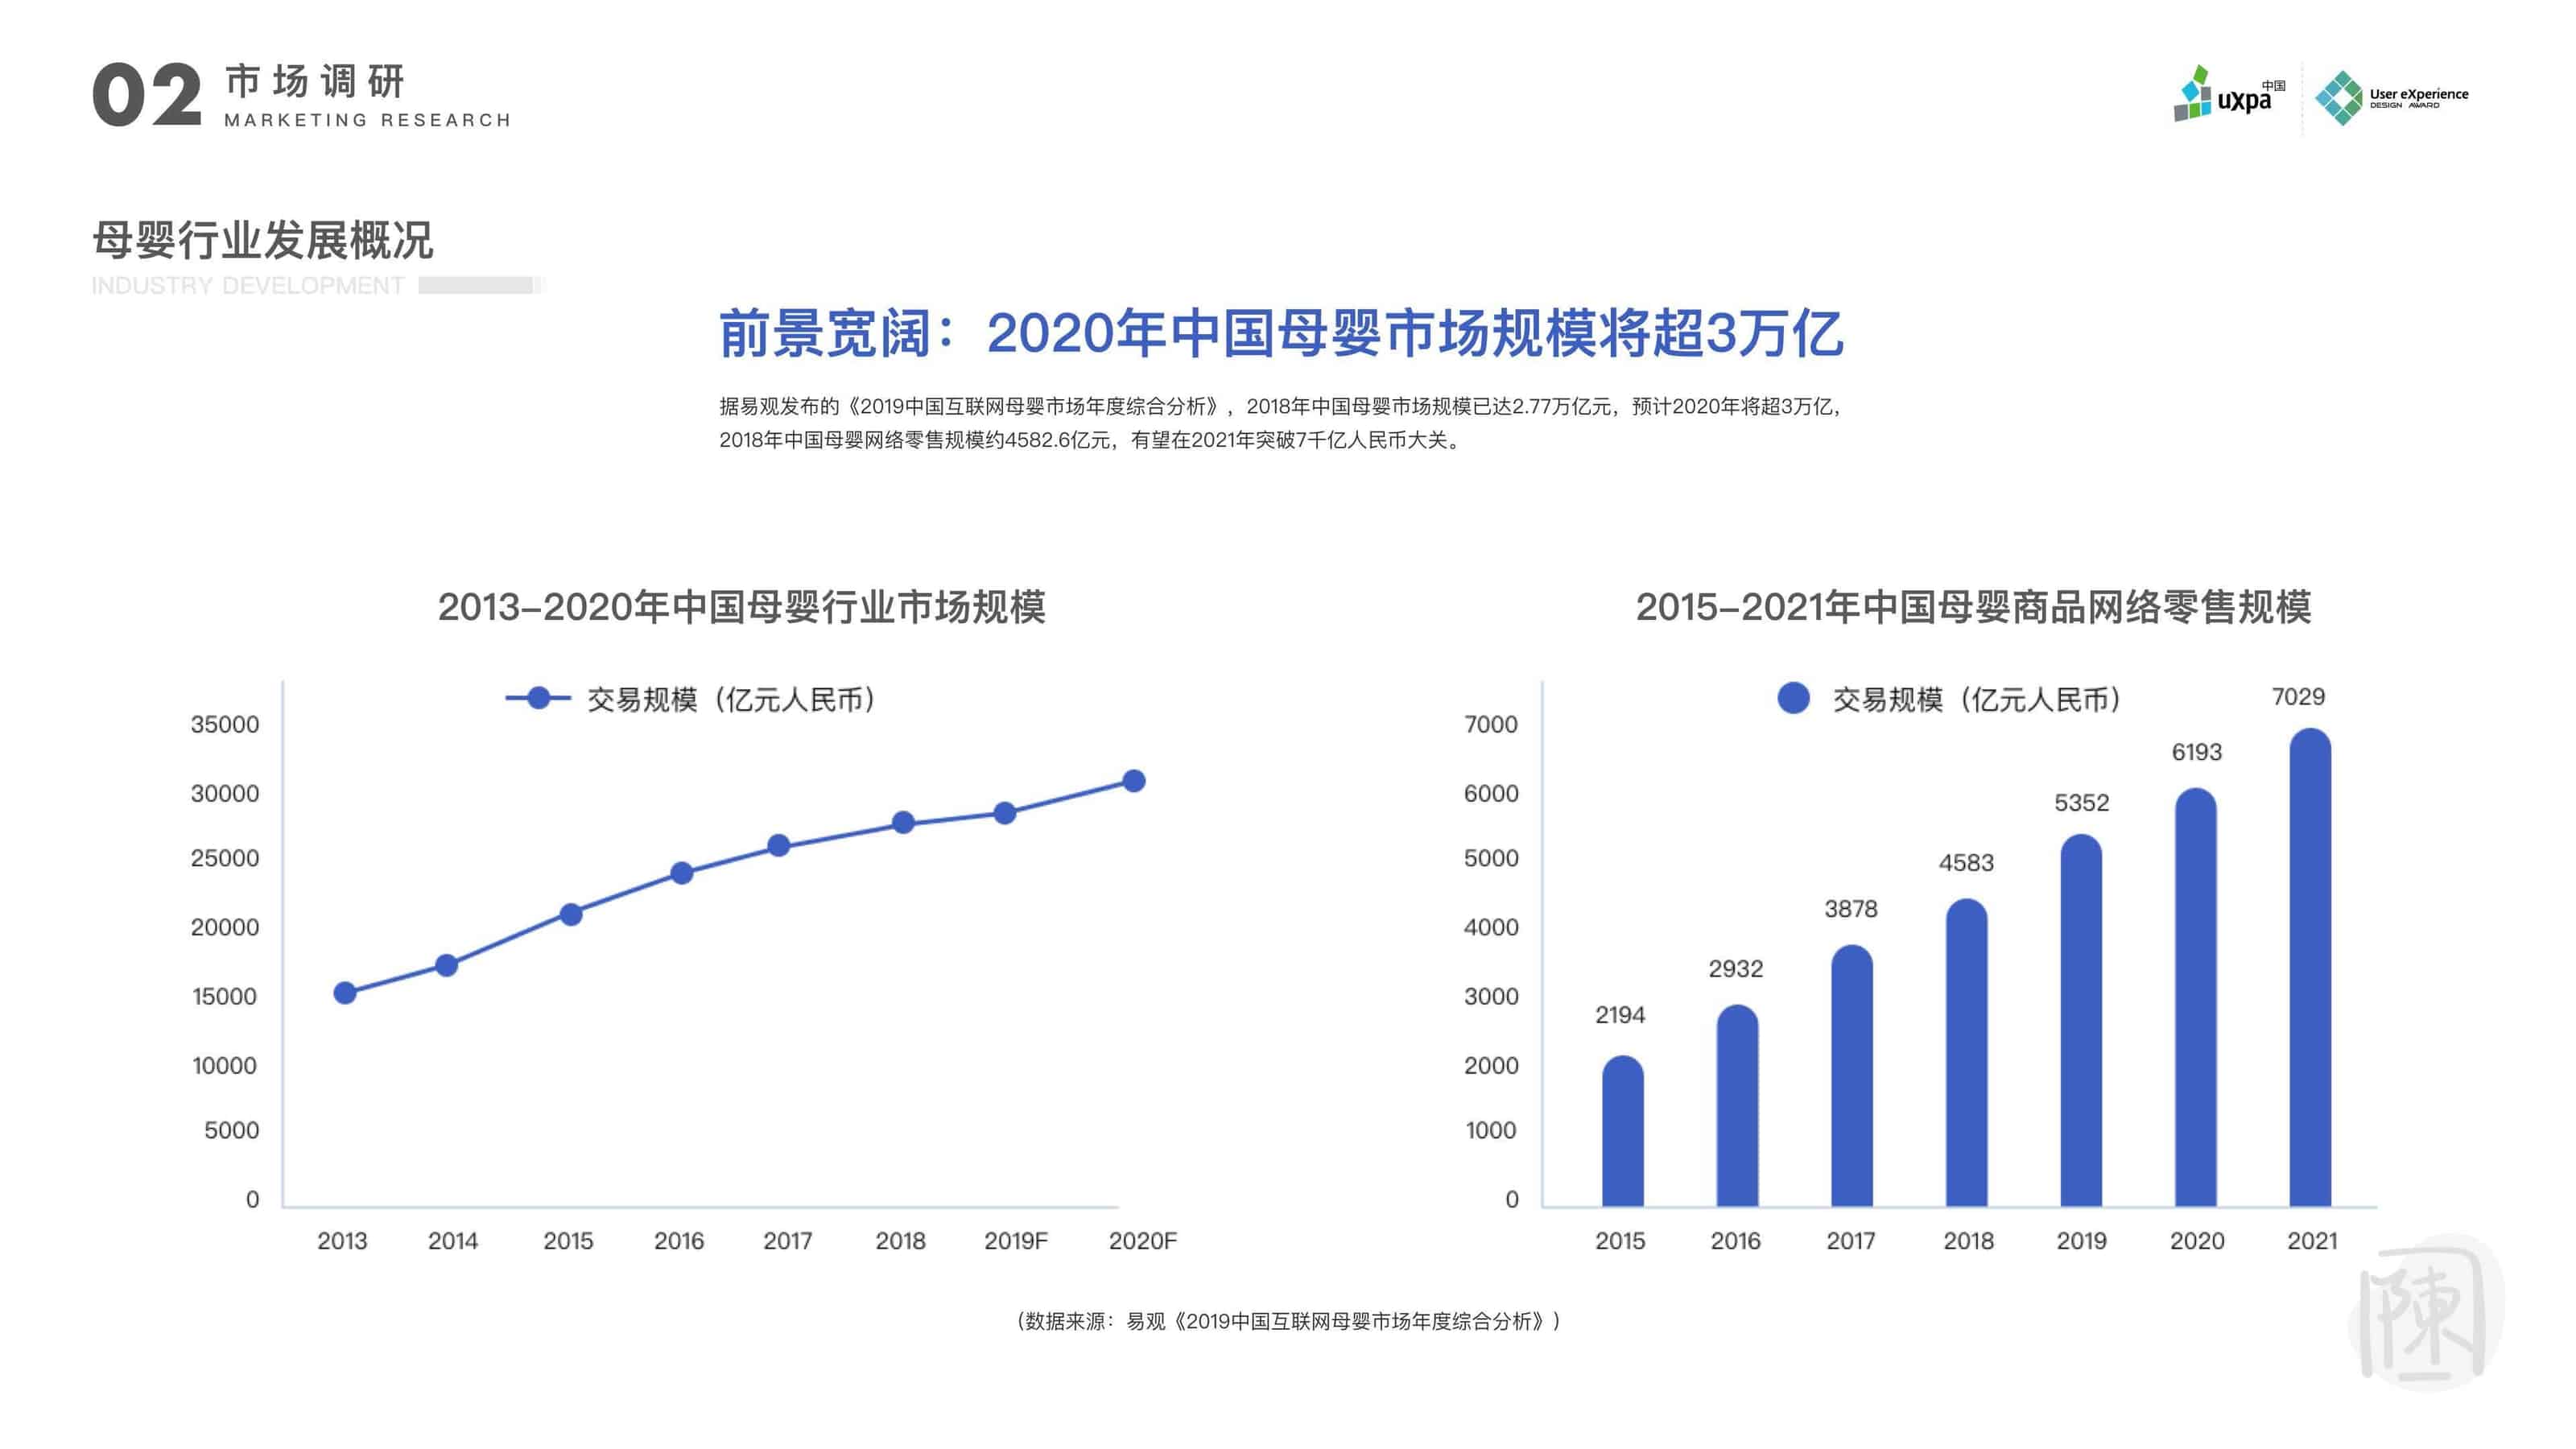 02 市场调研
MARKETING RESEARCH
uxpa 中国
User eXperience
DESIGN AWARD
母婴行业发展概况
INDUSTRY DEVELOPMENT
前景宽阔：2020年中国母婴市场规模将超3万亿
据易观发布的《2019中国互联网母婴市场年度综合分析》，2018年中国母婴市场规模已达2.77万亿元，预计2020年将超3万亿，
2018年中国母婴网络零售规模约4582.6亿元，有望在2021年突破7千亿人民币大关。
2013–2020年中国母婴行业市场规模
交易规模（亿元人民币）
35000
30000
25000
20000
15000
10000
5000
0
2013 2014 2015 2016 2017 2018 2019F 2020F
2015–2021年中国母婴商品网络零售规模
交易规模（亿元人民币）
7000
6000
5000
4000
3000
2000
1000
0
2194 2932 3878 4583 5352 6193 7029
2015 2016 2017 2018 2019 2020 2021
（数据来源：易观《2019中国互联网母婴市场年度综合分析》）
陳